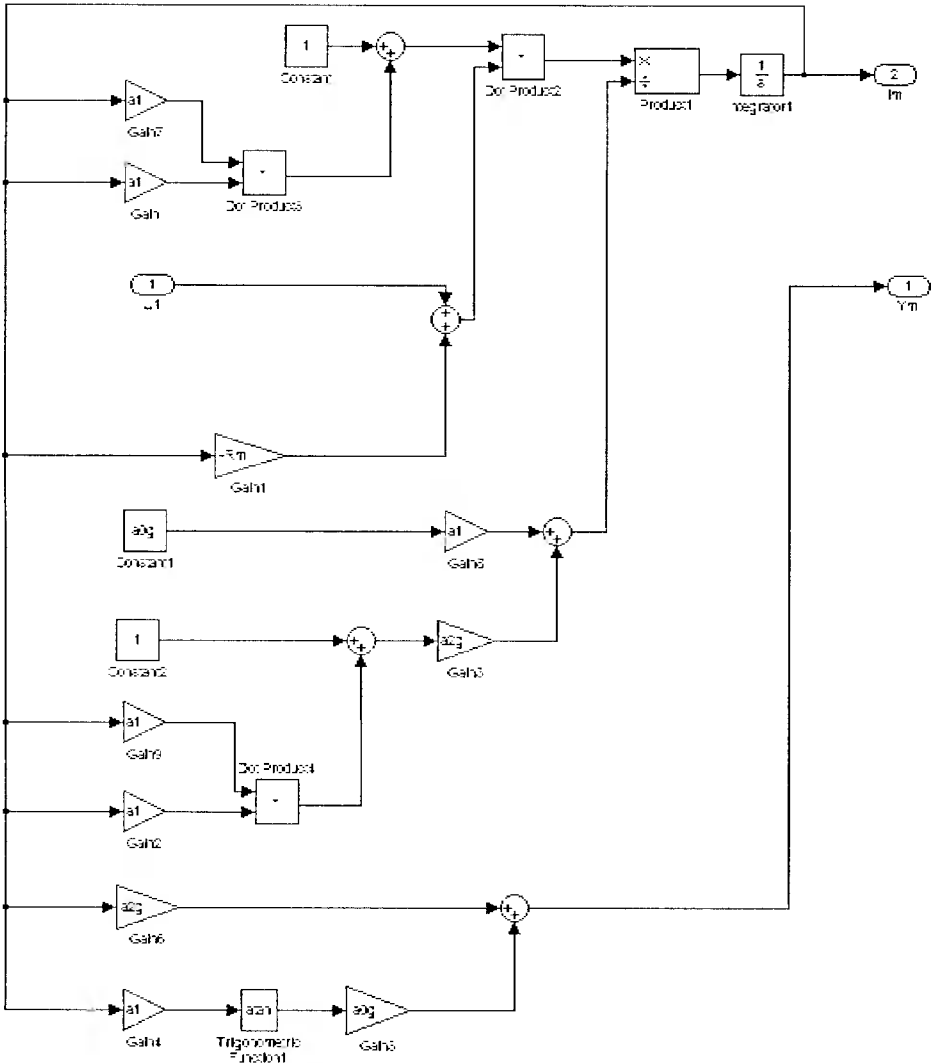 1
Constant
Dot Product2
×
÷
Product1
1
s
Integrator1
2
Im
a1
Gain7
a1
Gain
Dot Product3
1
1
Ym
-Rm
Gain1
a0g
Constant1
a1
1
Constant2
a2g
Gain3
a1
Gain9
Dot Product4
a1
Gain2
a2g
Gain6
a1
Gain4
atan
Trigonometric
Function1
a0g